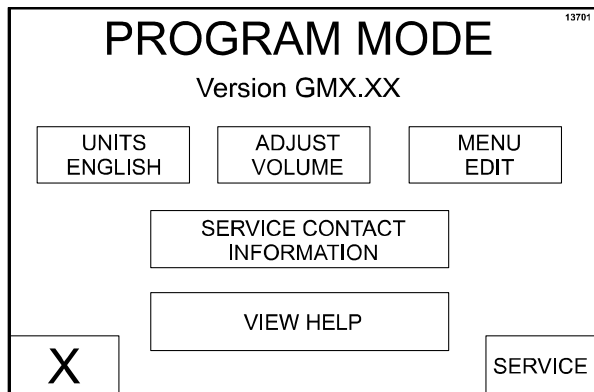 13701
PROGRAM MODE
Version GMX.XX
UNITS
ENGLISH
ADJUST
VOLUME
MENU
EDIT
SERVICE CONTACT
INFORMATION
VIEW HELP
X
SERVICE